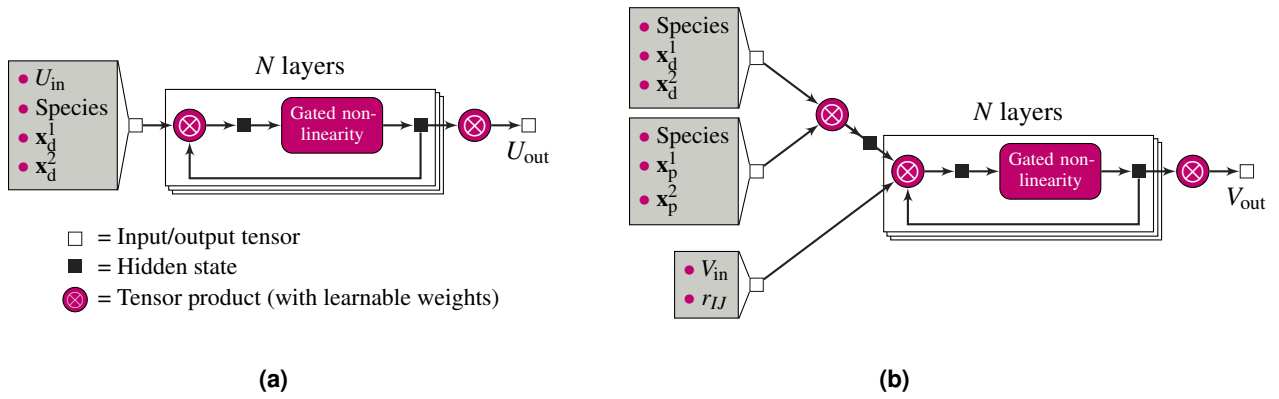 N layers
• U_in
• Species
• x_d^1
• x_d^2
Gated non-
linearity
U_out
□ = Input/output tensor
■ = Hidden state
⊗ = Tensor product (with learnable weights)
(a)
• Species
• x_d^1
• x_d^2
• Species
• x_p^1
• x_p^2
• V_in
• r_IJ
N layers
Gated non-
linearity
V_out
(b)